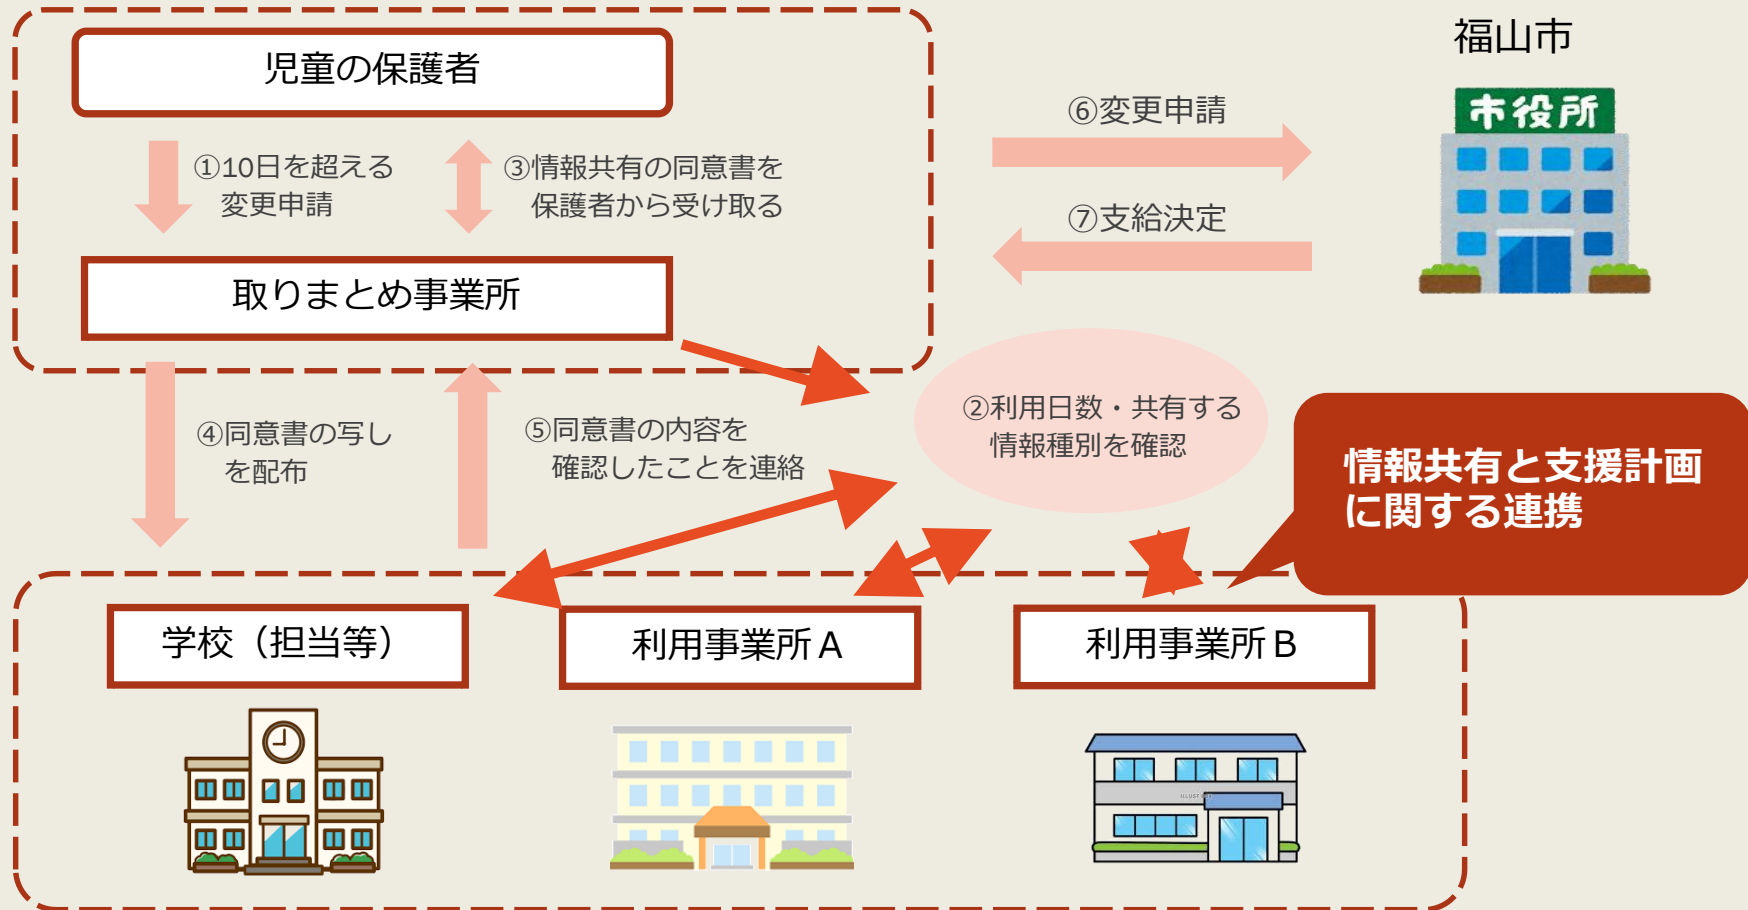 児童の保護者
福山市
市役所
①10日を超える
変更申請
③情報共有の同意書を
保護者から受け取る
⑥変更申請
⑦支給決定
取りまとめ事業所
②利用日数・共有する
情報種別を確認
④同意書の写し
を配布
⑤同意書の内容を
確認したことを連絡
情報共有と支援計画
に関する連携
学校（担当等）
利用事業所A
利用事業所B